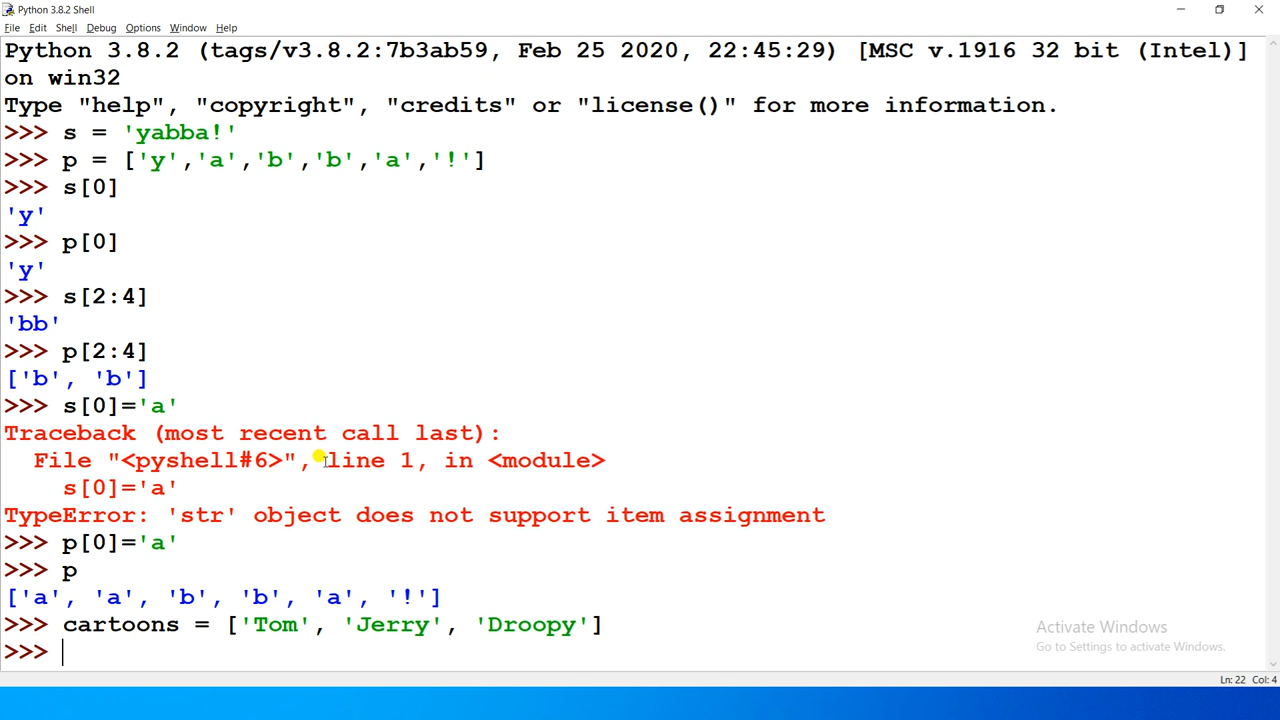 Python 3.8.2 Shell
File Edit Shell Debug Options Window Help
Python 3.8.2 (tags/v3.8.2:7b3ab59, Feb 25 2020, 22:45:29) [MSC v.1916 32 bit (Intel)]
on win32
Type "help", "copyright", "credits" or "license()" for more information.
>>> s = 'yabba!'
>>> p = ['y','a','b','b','a','!']
>>> s[0]
'y'
>>> p[0]
'y'
>>> s[2:4]
'bb'
>>> p[2:4]
['b', 'b']
>>> s[0]='a'
Traceback (most recent call last):
  File "<pyshell#6>", line 1, in <module>
    s[0]='a'
TypeError: 'str' object does not support item assignment
>>> p[0]='a'
>>> p
['a', 'a', 'b', 'b', 'a', '!']
>>> cartoons = ['Tom', 'Jerry', 'Droopy']
>>>
Activate Windows
Go to Settings to activate Windows.
Ln: 22 Col: 4